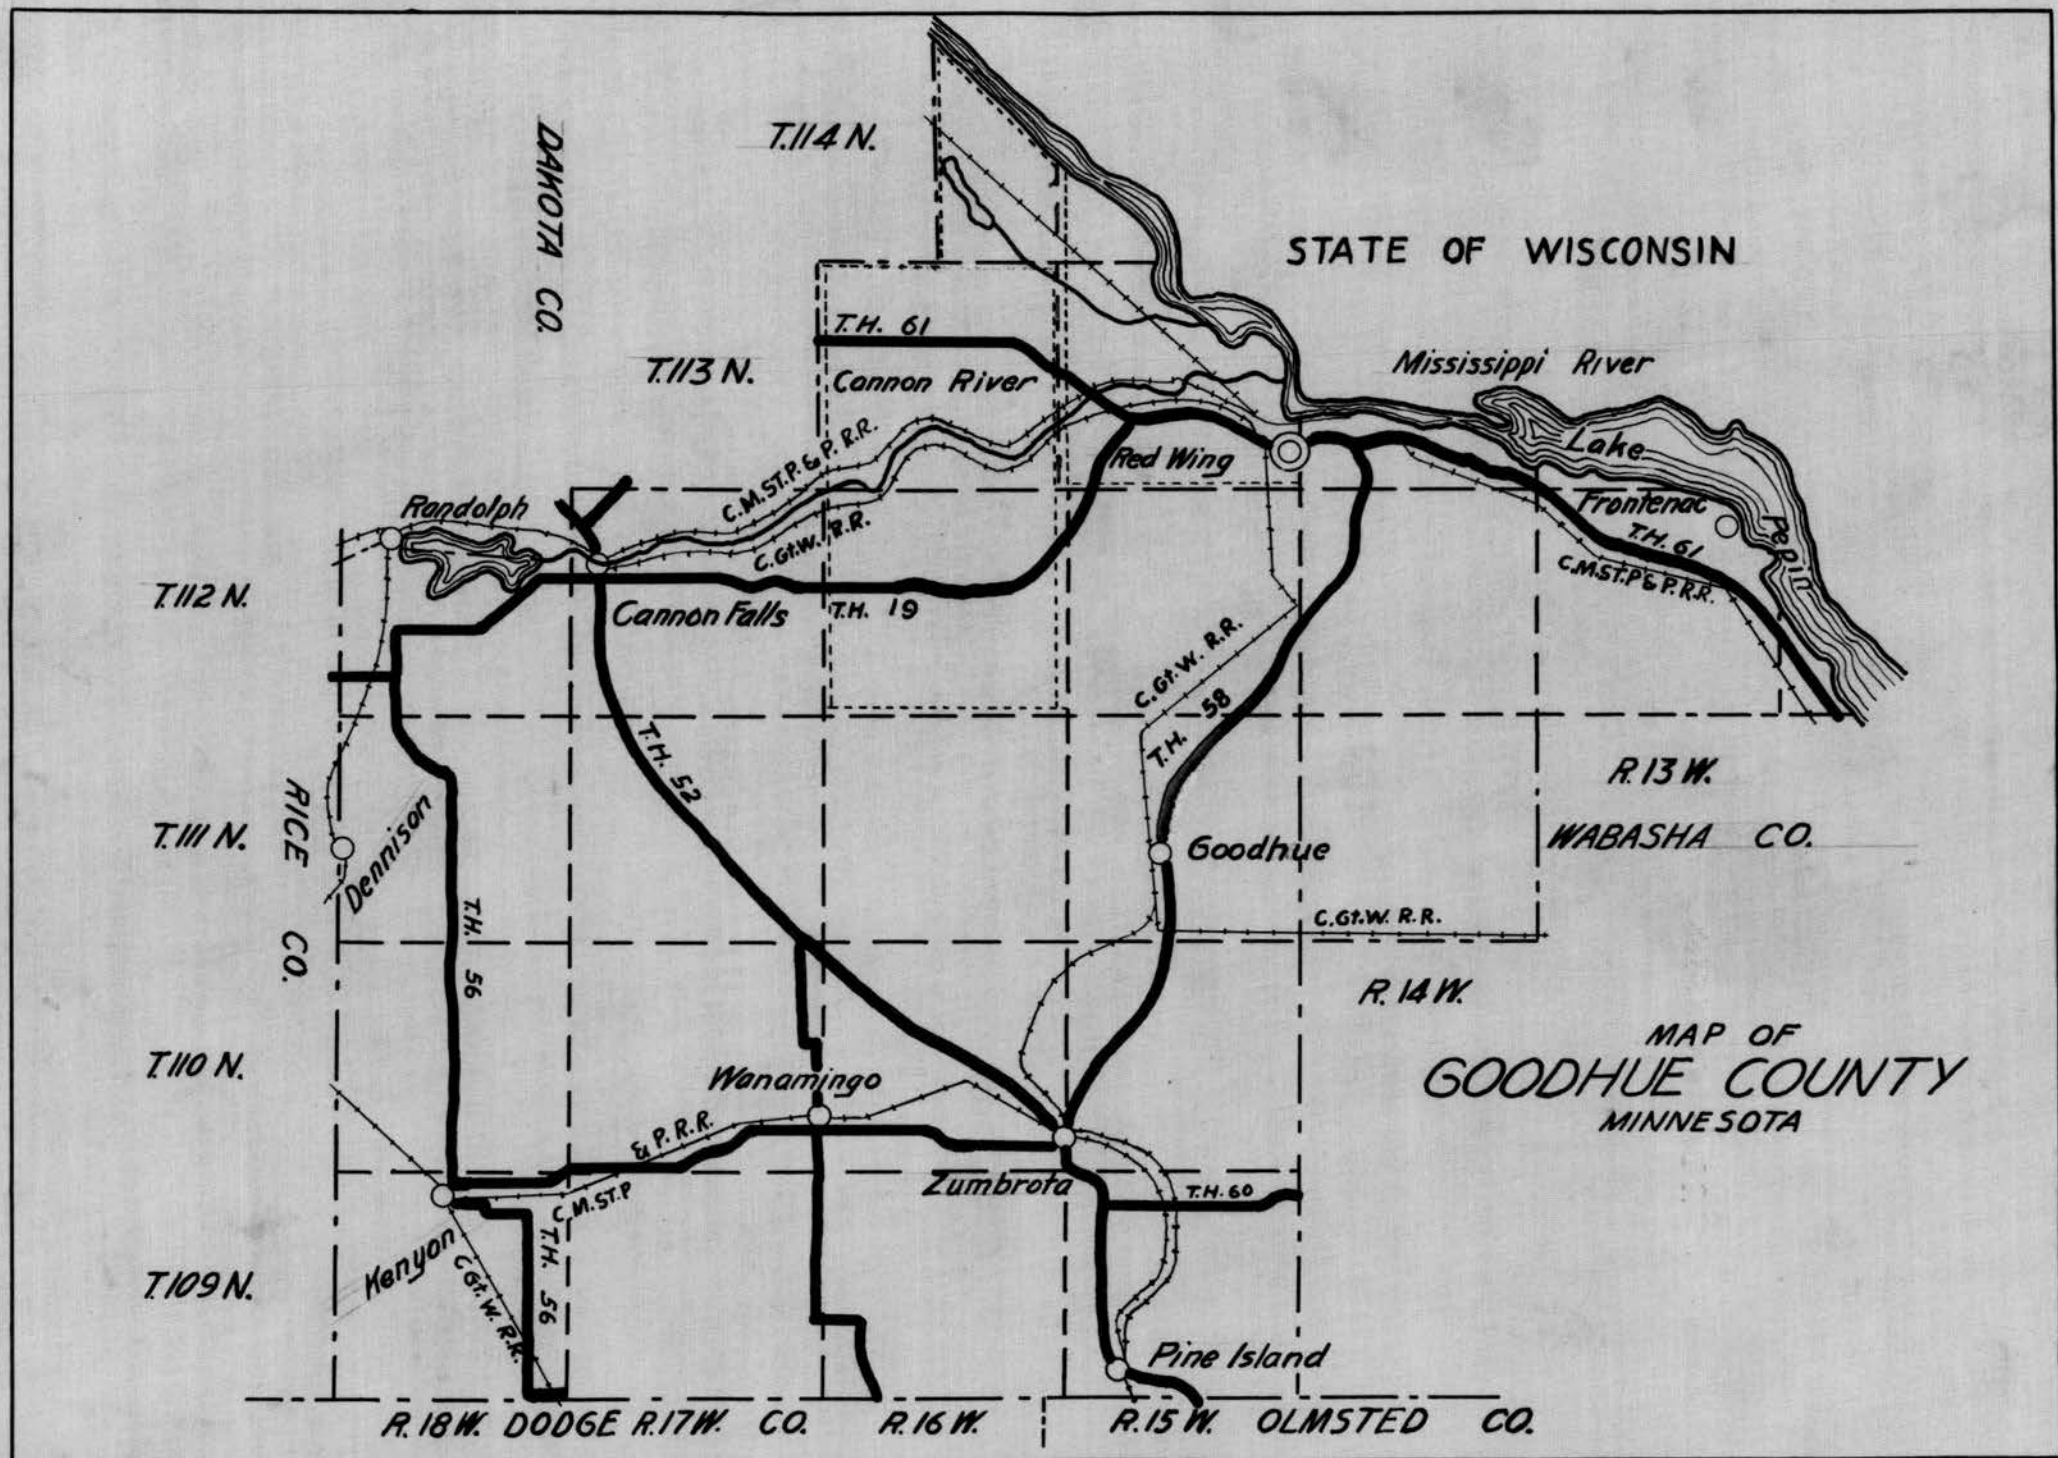 T.114 N.
DAKOTA CO.
STATE OF WISCONSIN
T.H. 61
Mississippi River
T.113 N.
Cannon River
Lake
C.M.ST.P. & P. R.R.
Red Wing
Randolph
Frontenac
Pepin
C.Gt.W. R.R.
T.H. 61
C.M.ST.P & P. R.R.
T.112 N.
Cannon Falls
T.H. 19
C.Gt.W. R.R.
T.H. 58
T.H. 52
R.13 W.
RICE CO.
T.111 N.
Dennison
Goodhue
WABASHA CO.
T.H. 56
C.Gt.W. R.R.
R.14 W.
MAP OF
GOODHUE COUNTY
MINNESOTA
T.110 N.
Wanamingo
& P. R.R.
C.M.ST.P
Zumbrota
T.H. 60
Kenyon
T.109 N.
C Gt. W. R.R.
T.H. 56
Pine Island
R.18 W. DODGE R.17 W. CO. R.16 W. R.15 W. OLMSTED CO.